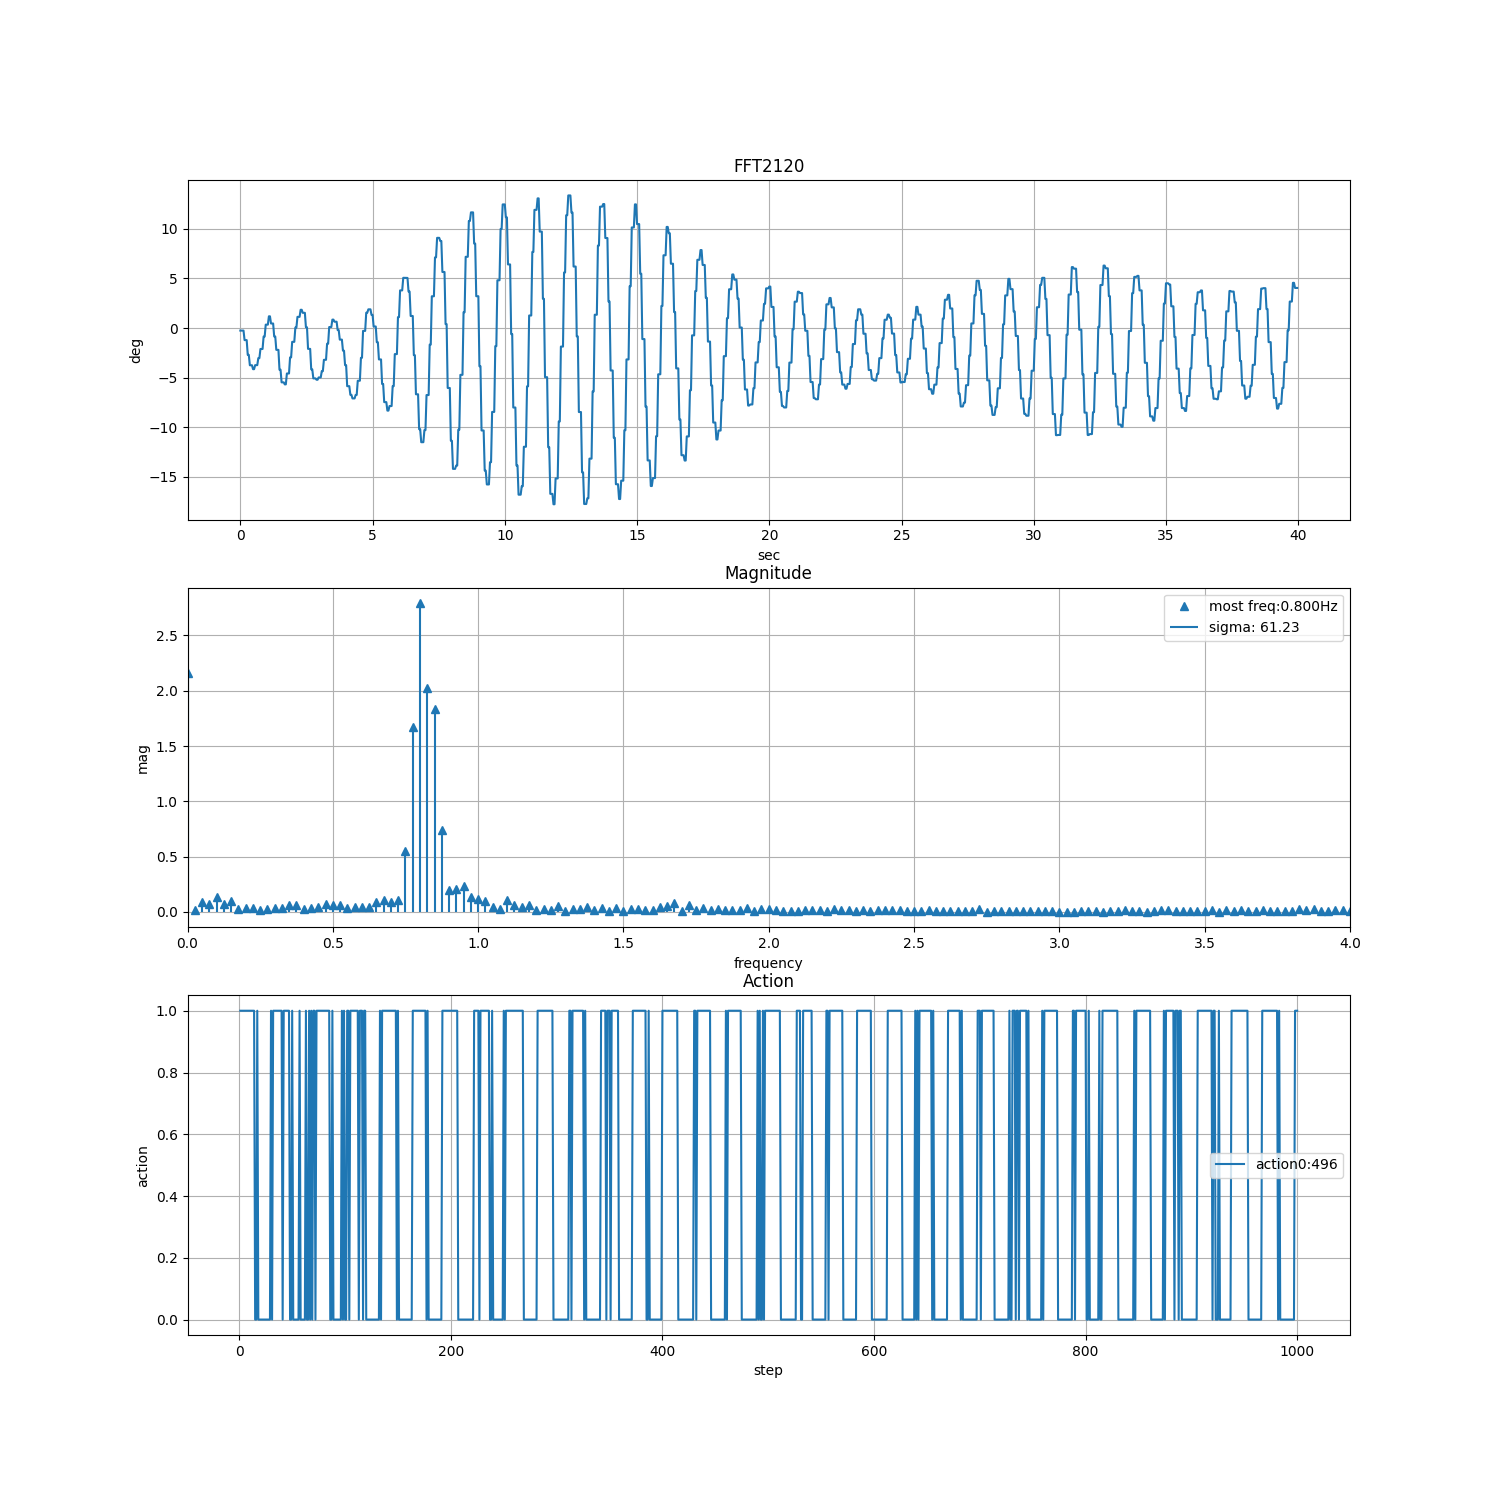 FFT2120
deg
10
5
0
−5
−10
−15
0 5 10 15 20 25 30 35 40
sec
Magnitude
mag
2.5
2.0
1.5
1.0
0.5
0.0
most freq:0.800Hz
sigma: 61.23
0.0 0.5 1.0 1.5 2.0 2.5 3.0 3.5 4.0
frequency
Action
action
1.0
0.8
0.6
0.4
0.2
0.0
action0:496
0 200 400 600 800 1000
step